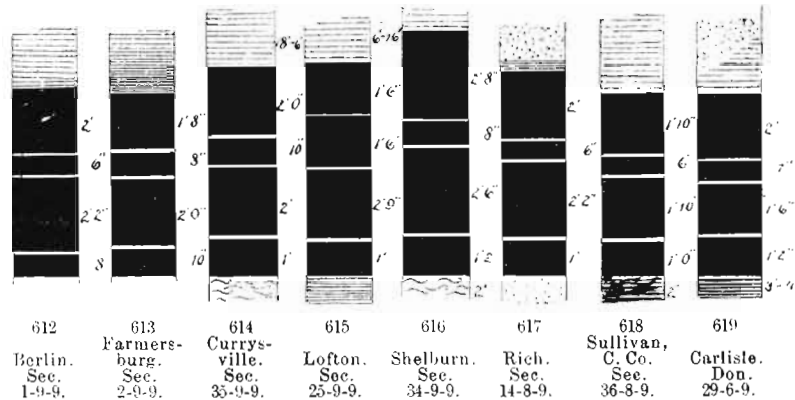 2'
6"
2'2"
8
1'8"
8"
2'0"
10"
8'-6
2'0"
10"
2'
1'
6-16
1'6"
1'6"
2'9"
1'
2'8"
8"
2'6"
1'2
2'
2'
6"
2'2"
1'
1'10"
6"
1'10"
1'0"
2'
2'
7"
1'6"
1'2"
612
Berlin.
Sec.
1-9-9.
613
Farmers-
burg.
Sec.
2-9-9.
614
Currys-
ville.
Sec.
35-9-9.
615
Lofton.
Sec.
25-9-9.
616
Shelburn.
Sec.
34-9-9.
617
Rich.
Sec.
14-8-9.
618
Sullivan,
C. Co.
Sec.
36-8-9.
619
Carlisle.
Don.
29-6-9.